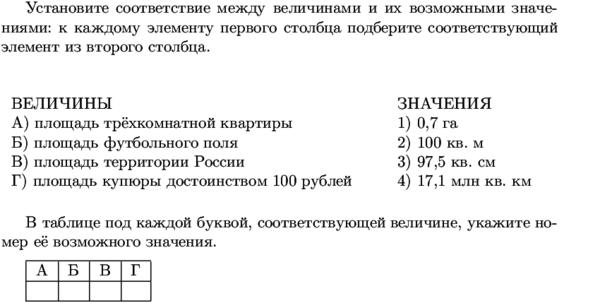 Установите соответствие между величинами и их возможными значе-
ниями: к каждому элементу первого столбца подберите соответствующий
элемент из второго столбца.
ВЕЛИЧИНЫ
А) площадь трёхкомнатной квартиры
Б) площадь футбольного поля
В) площадь территории России
Г) площадь купюры достоинством 100 рублей
ЗНАЧЕНИЯ
1) 0,7 га
2) 100 кв. м
3) 97,5 кв. см
4) 17,1 млн кв. км
В таблице под каждой буквой, соответствующей величине, укажите но-
мер её возможного значения.
А Б В Г